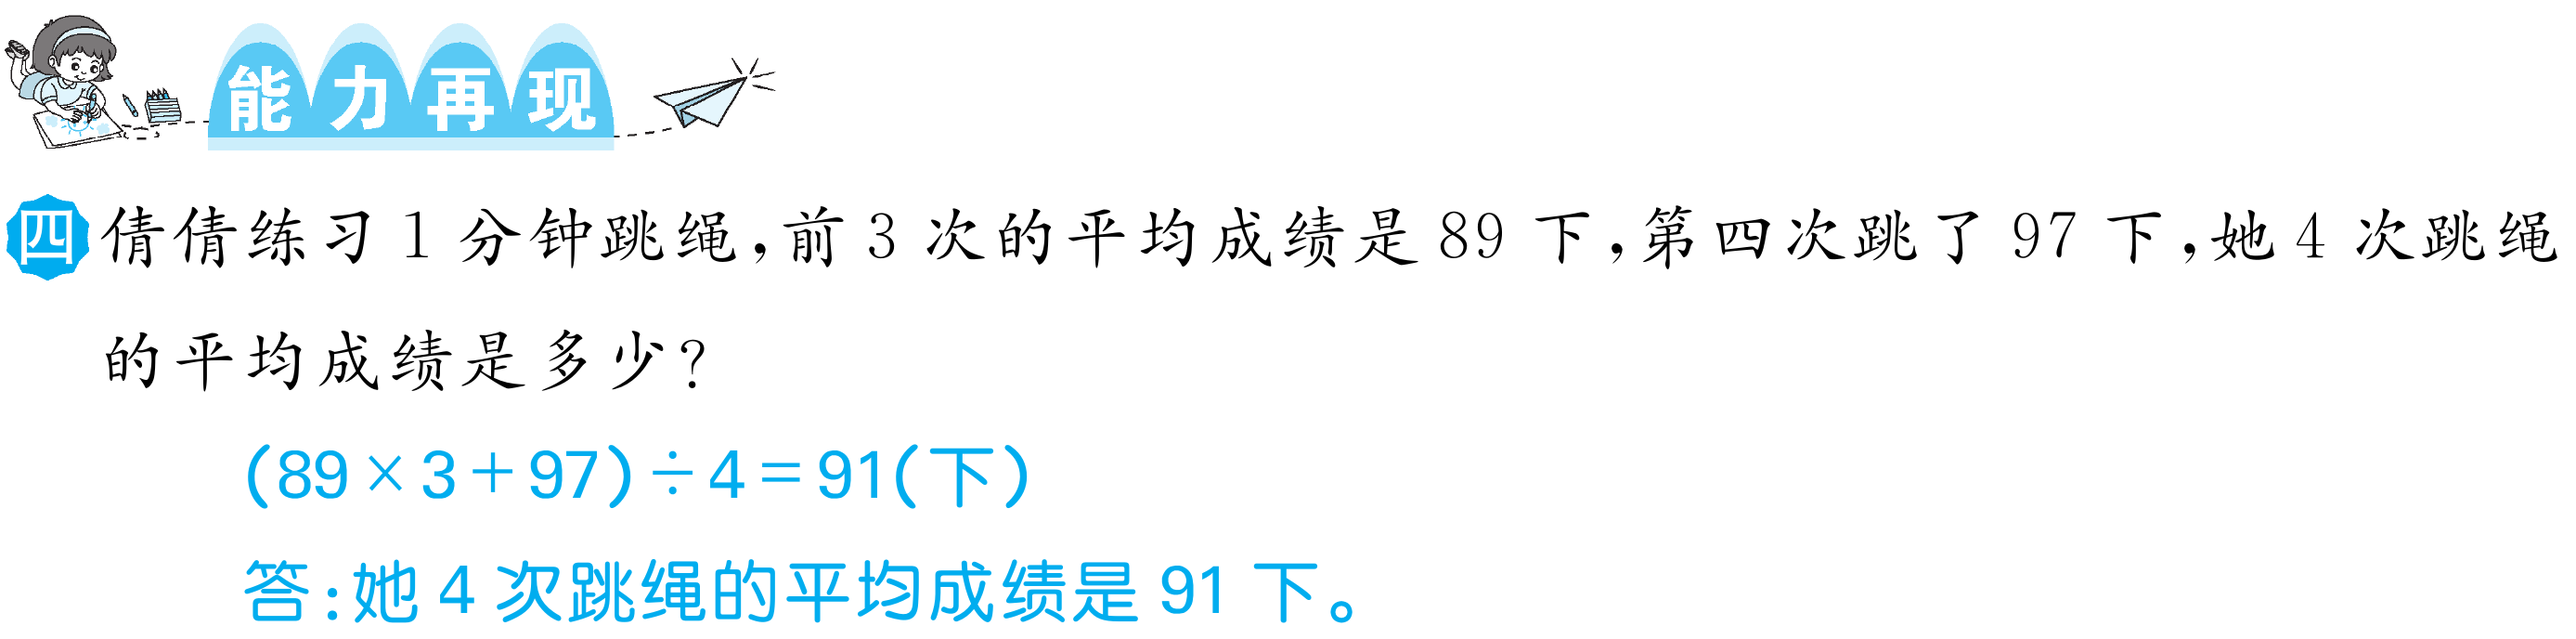 能力再现
四 倩倩练习1分钟跳绳,前3次的平均成绩是89下,第四次跳了97下,她4次跳绳
的平均成绩是多少?
(89×3+97)÷4=91(下)
答:她4次跳绳的平均成绩是91下。